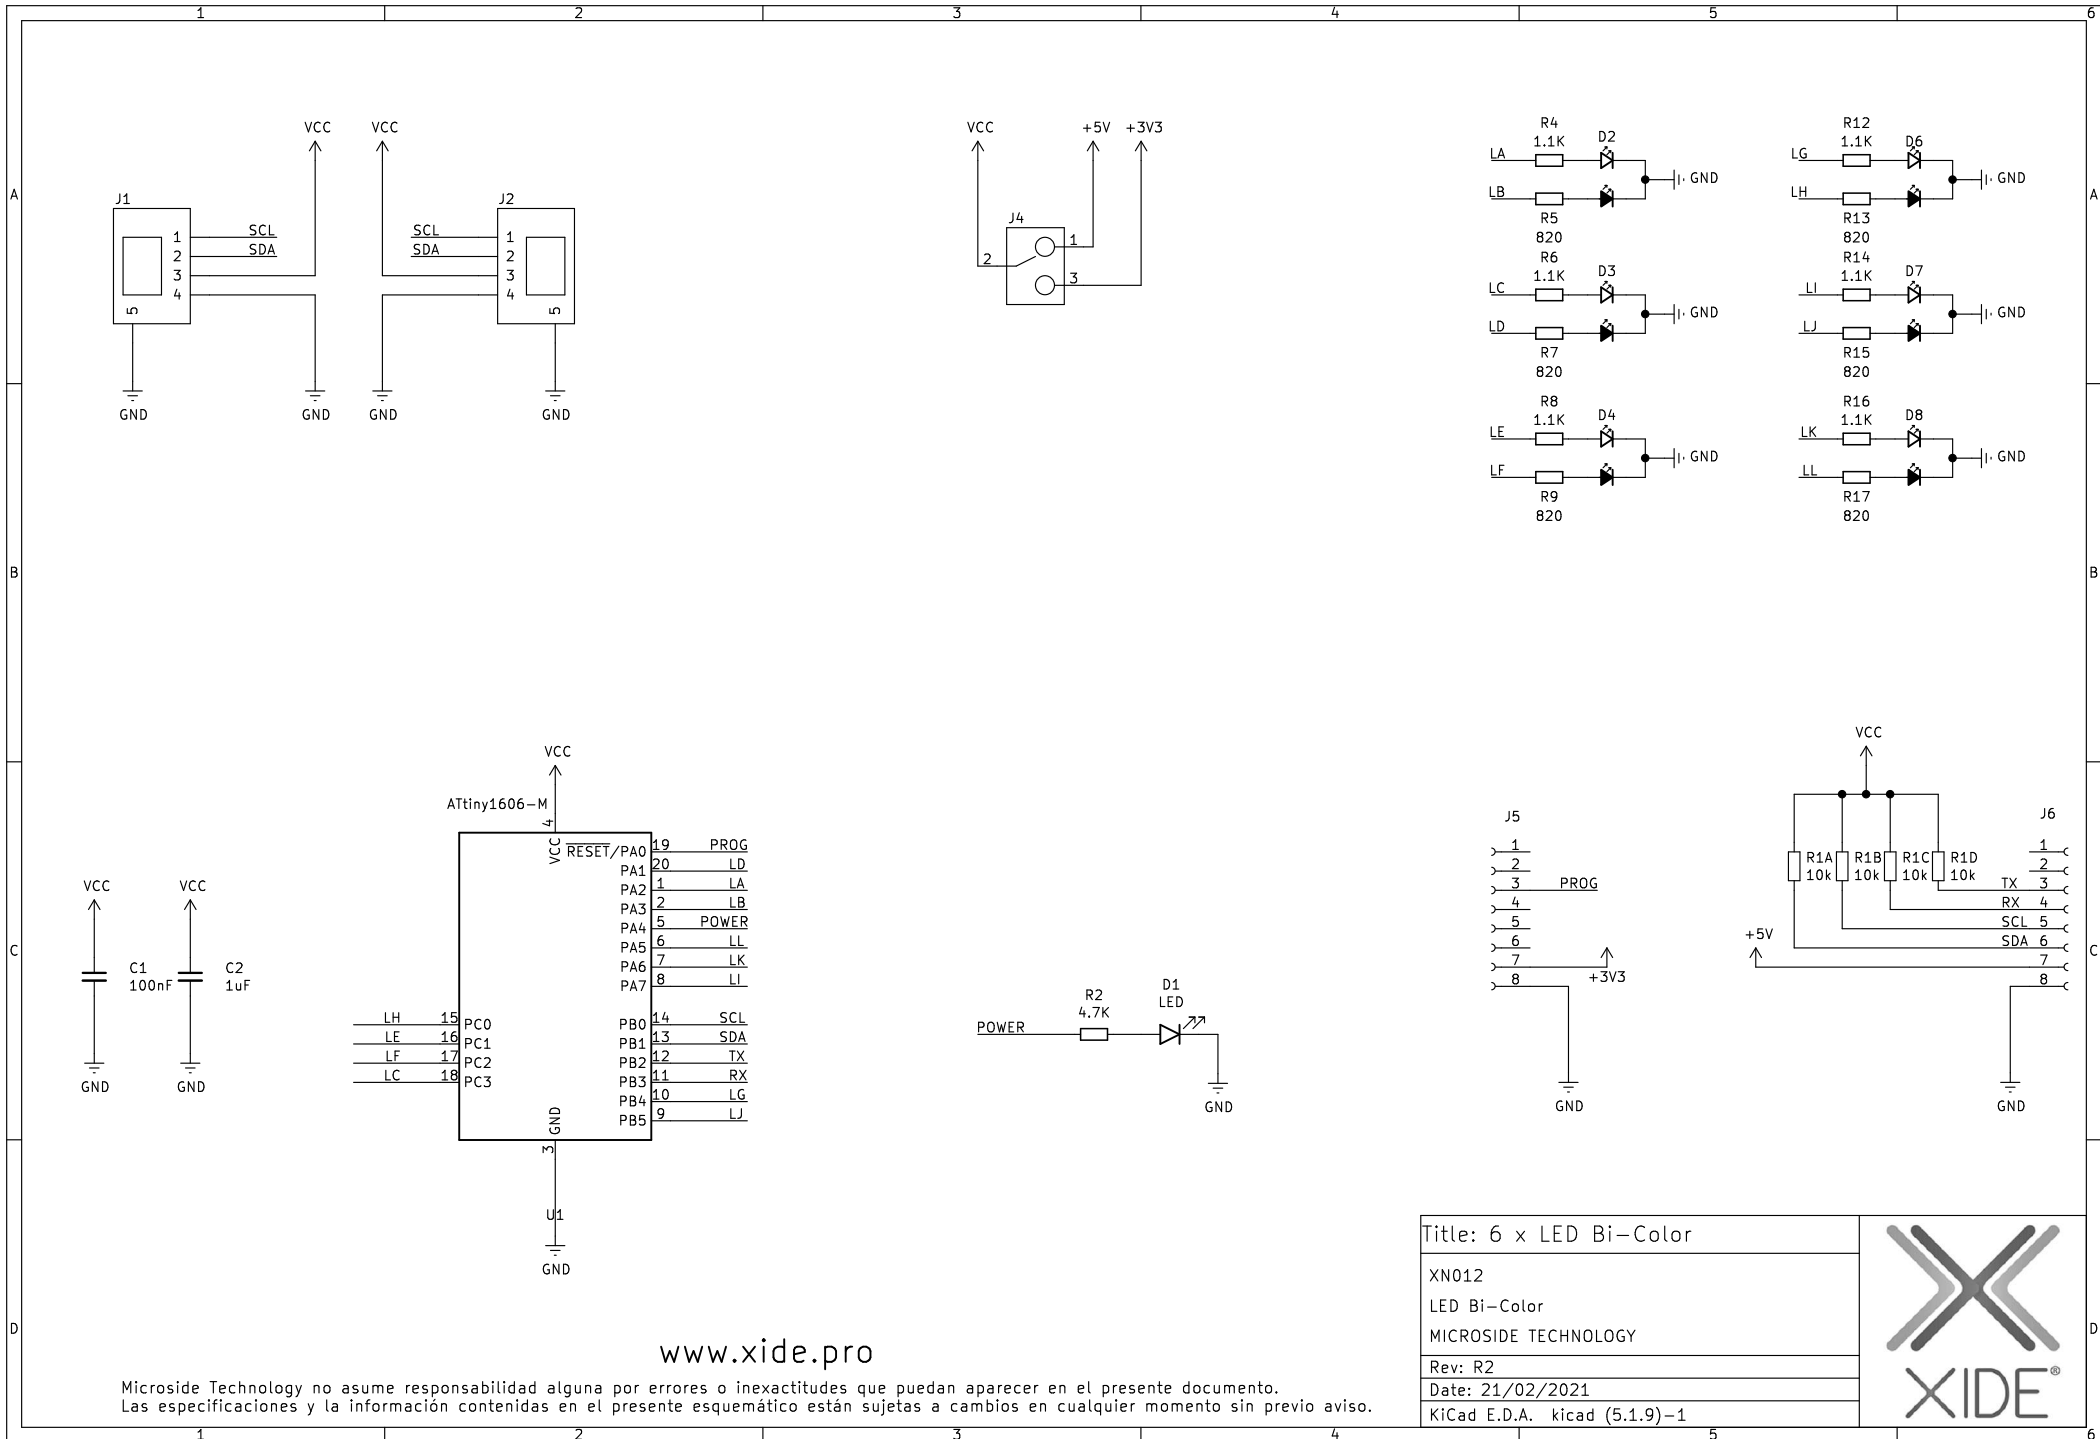 1 2 3 4 5 6
A
B
C
D
VCC VCC
J1
1 SCL
2 SDA
3
4
5
GND GND
J2
SCL 1
SDA 2
3
4
5
GND GND
VCC +5V +3V3
J4
1
2
3
R4
1.1K D2
LA
LB GND
R5
820
R6
1.1K D3
LC
LD GND
R7
820
R8
1.1K D4
LE
LF GND
R9
820
R12
1.1K D6
LG
LH GND
R13
820
R14
1.1K D7
LI
LJ GND
R15
820
R16
1.1K D8
LK
LL GND
R17
820
VCC VCC
C1 C2
100nF 1uF
GND GND
VCC
ATtiny1606-M
4
VCC
RESET/PA0 19 PROG
PA1 20 LD
PA2 1 LA
PA3 2 LB
PA4 5 POWER
PA5 6 LL
PA6 7 LK
PA7 8 LI
LH 15 PC0 PB0 14 SCL
LE 16 PC1 PB1 13 SDA
LF 17 PC2 PB2 12 TX
LC 18 PC3 PB3 11 RX
PB4 10 LG
PB5 9 LJ
GND
3
U1
GND
POWER
R2
4.7K
D1
LED
GND
J5
1
2
3 PROG
4
5
6
7
8
+3V3
GND
VCC
J6
R1A R1B R1C R1D
10k 10k 10k 10k
1
2
TX 3
RX 4
SCL 5
SDA 6
7
8
+5V
GND
www.xide.pro
Microside Technology no asume responsabilidad alguna por errores o inexactitudes que puedan aparecer en el presente documento.
Las especificaciones y la información contenidas en el presente esquemático están sujetas a cambios en cualquier momento sin previo aviso.
Title: 6 x LED Bi-Color
XN012
LED Bi-Color
MICROSIDE TECHNOLOGY
Rev: R2
Date: 21/02/2021
KiCad E.D.A. kicad (5.1.9)-1
XIDE®
A
B
C
D
1 2 3 4 5 6